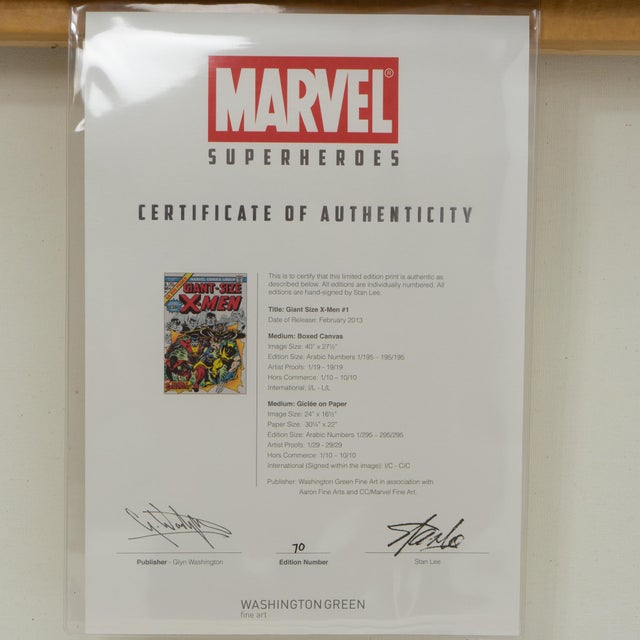 MARVEL®
SUPERHEROES
CERTIFICATE OF AUTHENTICITY
MARVEL COMICS GROUP
GIANT-SIZE
X-MEN
This is to certify that this limited edition print is authentic as
described below. All editions are individually numbered. All
editions are hand-signed by Stan Lee.
Title: Giant Size X-Men #1
Date of Release: February 2013
Medium: Boxed Canvas
Image Size: 40" x 27½"
Edition Size: Arabic Numbers 1/195 – 195/195
Artist Proofs: 1/19 - 19/19
Hors Commerce: 1/10 – 10/10
International: I/L - L/L
Medium: Giclée on Paper
Image Size: 24" x 16½"
Paper Size: 30¼" x 22"
Edition Size: Arabic Numbers 1/295 – 295/295
Artist Proofs: 1/29 - 29/29
Hors Commerce: 1/10 – 10/10
International (Signed within the image): I/C - C/C
Publisher: Washington Green Fine Art in association with
Aaron Fine Arts and CC/Marvel Fine Art.
70
Stan Lee
Publisher - Glyn Washington
Edition Number
Stan Lee
WASHINGTON GREEN
fine art